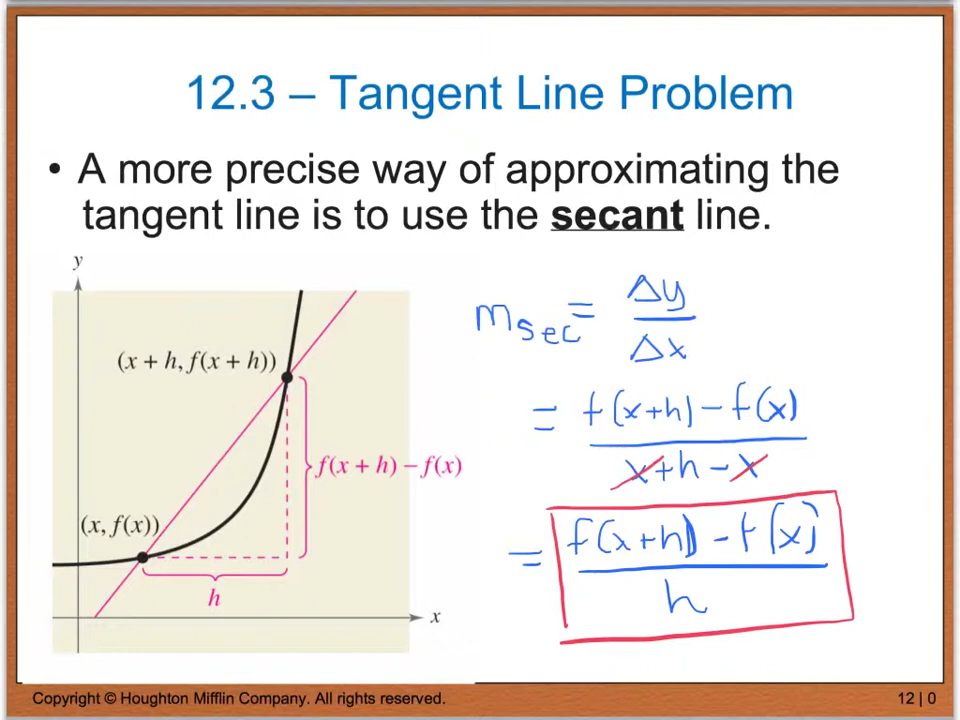 12.3 – Tangent Line Problem
• A more precise way of approximating the
tangent line is to use the secant line.
y
(x + h, f(x + h))
f(x + h) – f(x)
(x, f(x))
h
x
m sec = Δy
Δx
= f(x+h) – f(x)
x+h – x
= f(x+h) – f(x)
h
Copyright © Houghton Mifflin Company. All rights reserved.
12 | 0